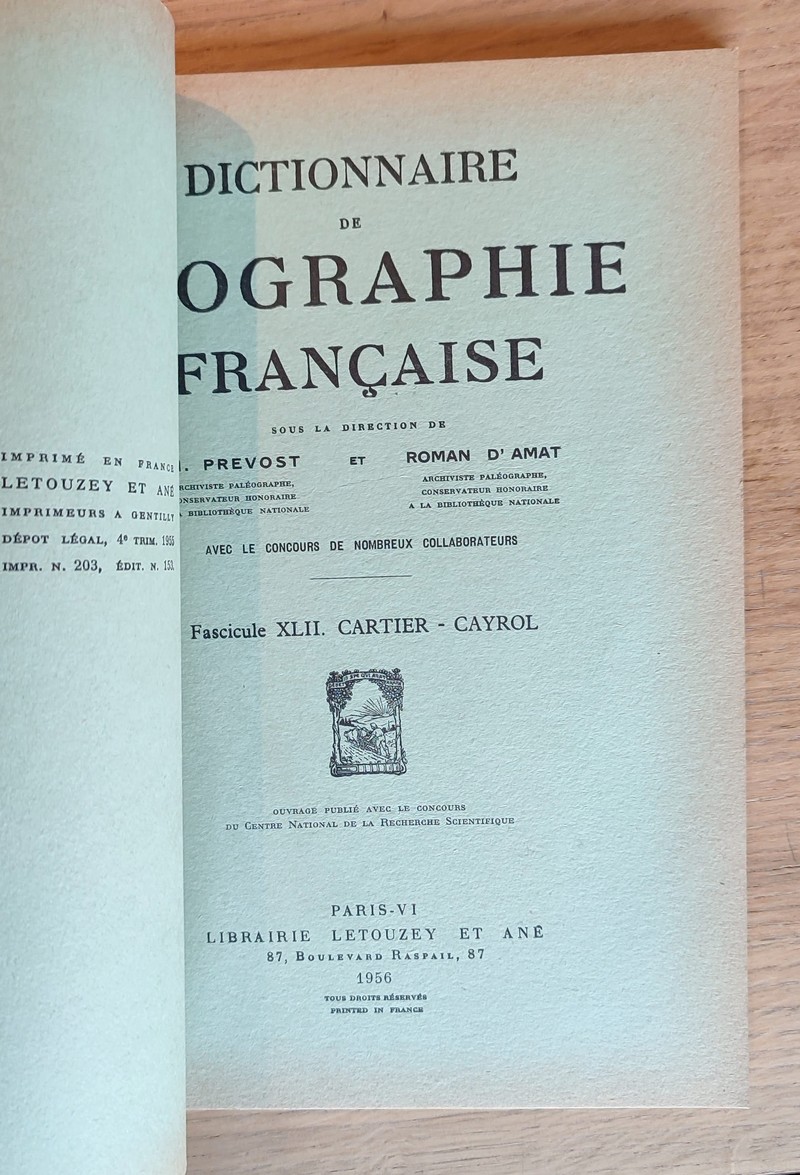 IMPRIMÉ EN FRANCE
LETOUZEY ET ANÉ
IMPRIMEURS A GENTILLY
DÉPOT LÉGAL, 4e TRIM. 1955
IMPR. N. 203, ÉDIT. N. 153.
DICTIONNAIRE
DE
OGRAPHIE
FRANÇAISE
SOUS LA DIRECTION DE
. PREVOST ET ROMAN D'AMAT
RCHIVISTE PALÉOGRAPHE,
ONSERVATEUR HONORAIRE
BIBLIOTHÈQUE NATIONALE
ARCHIVISTE PALÉOGRAPHE,
CONSERVATEUR HONORAIRE
A LA BIBLIOTHÈQUE NATIONALE
AVEC LE CONCOURS DE NOMBREUX COLLABORATEURS
Fascicule XLII. CARTIER - CAYROL
OUVRAGE PUBLIÉ AVEC LE CONCOURS
DU CENTRE NATIONAL DE LA RECHERCHE SCIENTIFIQUE
PARIS-VI
LIBRAIRIE LETOUZEY ET ANÉ
87, BOULEVARD RASPAIL, 87
1956
TOUS DROITS RÉSERVÉS
PRINTED IN FRANCE